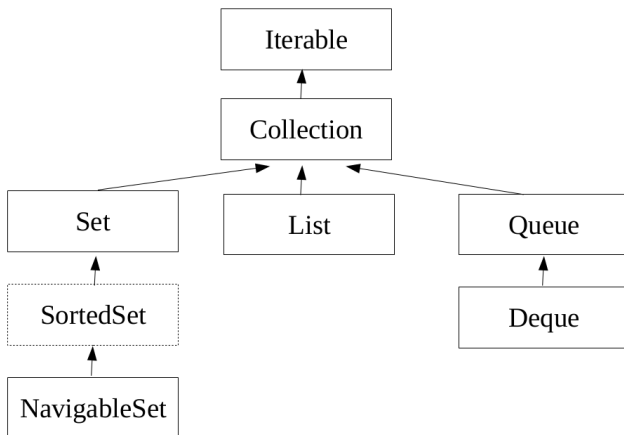 Iterable
Collection
Set
List
Queue
SortedSet
Deque
NavigableSet